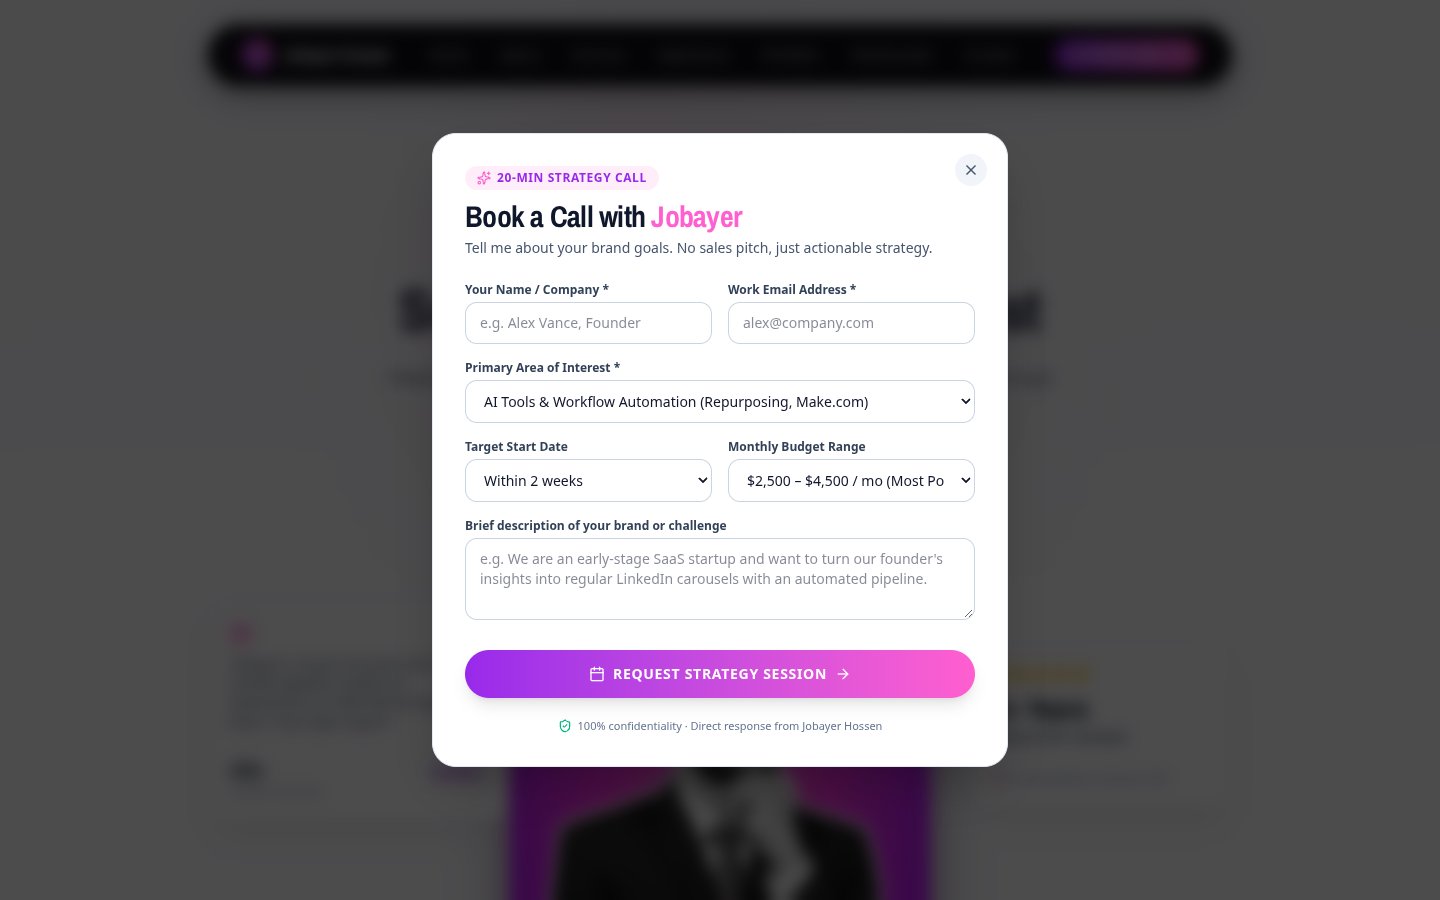 20-MIN STRATEGY CALL
Book a Call with Jobayer
Tell me about your brand goals. No sales pitch, just actionable strategy.
Your Name / Company *
Work Email Address *
e.g. Alex Vance, Founder
alex@company.com
Primary Area of Interest *
AI Tools & Workflow Automation (Repurposing, Make.com)
Target Start Date
Monthly Budget Range
Within 2 weeks
$2,500 – $4,500 / mo (Most Po
Brief description of your brand or challenge
e.g. We are an early-stage SaaS startup and want to turn our founder's
insights into regular LinkedIn carousels with an automated pipeline.
REQUEST STRATEGY SESSION
100% confidentiality · Direct response from Jobayer Hossen